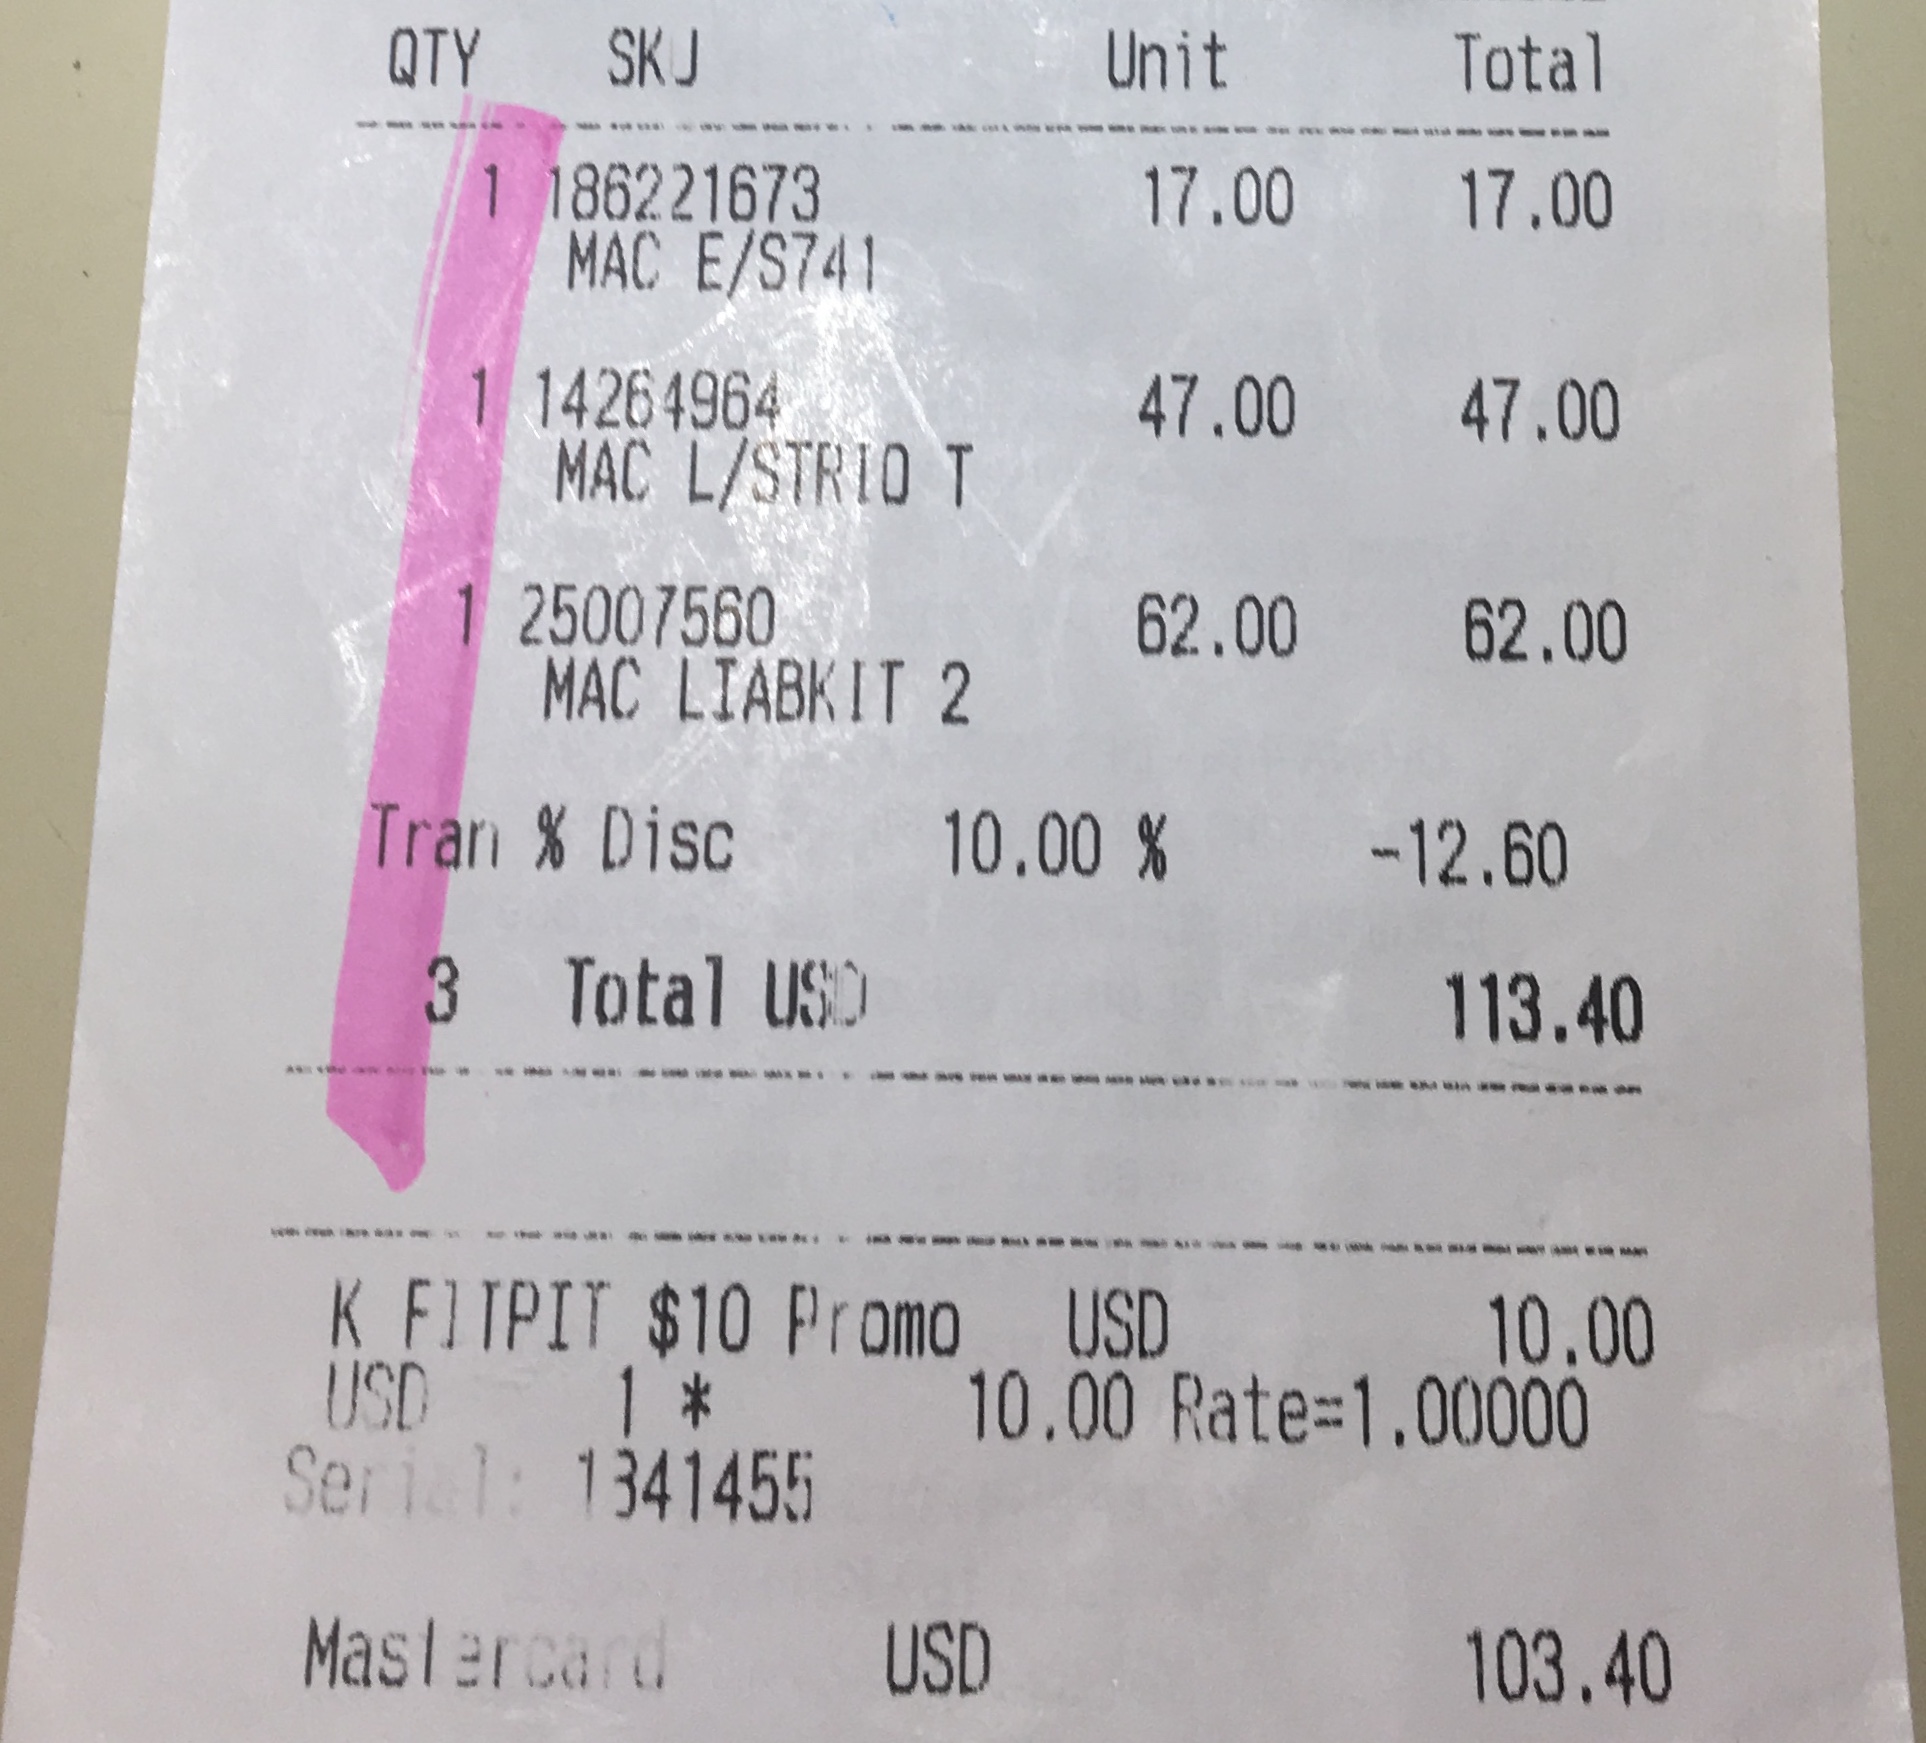 QTY SKU Unit Total
1 186221673 17.00 17.00
MAC E/S741
1 14264964 47.00 47.00
MAC L/STRIO T
1 25007560 62.00 62.00
MAC LIABKIT 2
Tran % Disc 10.00 % -12.60
3 Total USD 113.40
K $10 Promo USD 10.00
USD 1 * 10.00 Rate=1.00000
Serial: 1341455
Mastercard USD 103.40